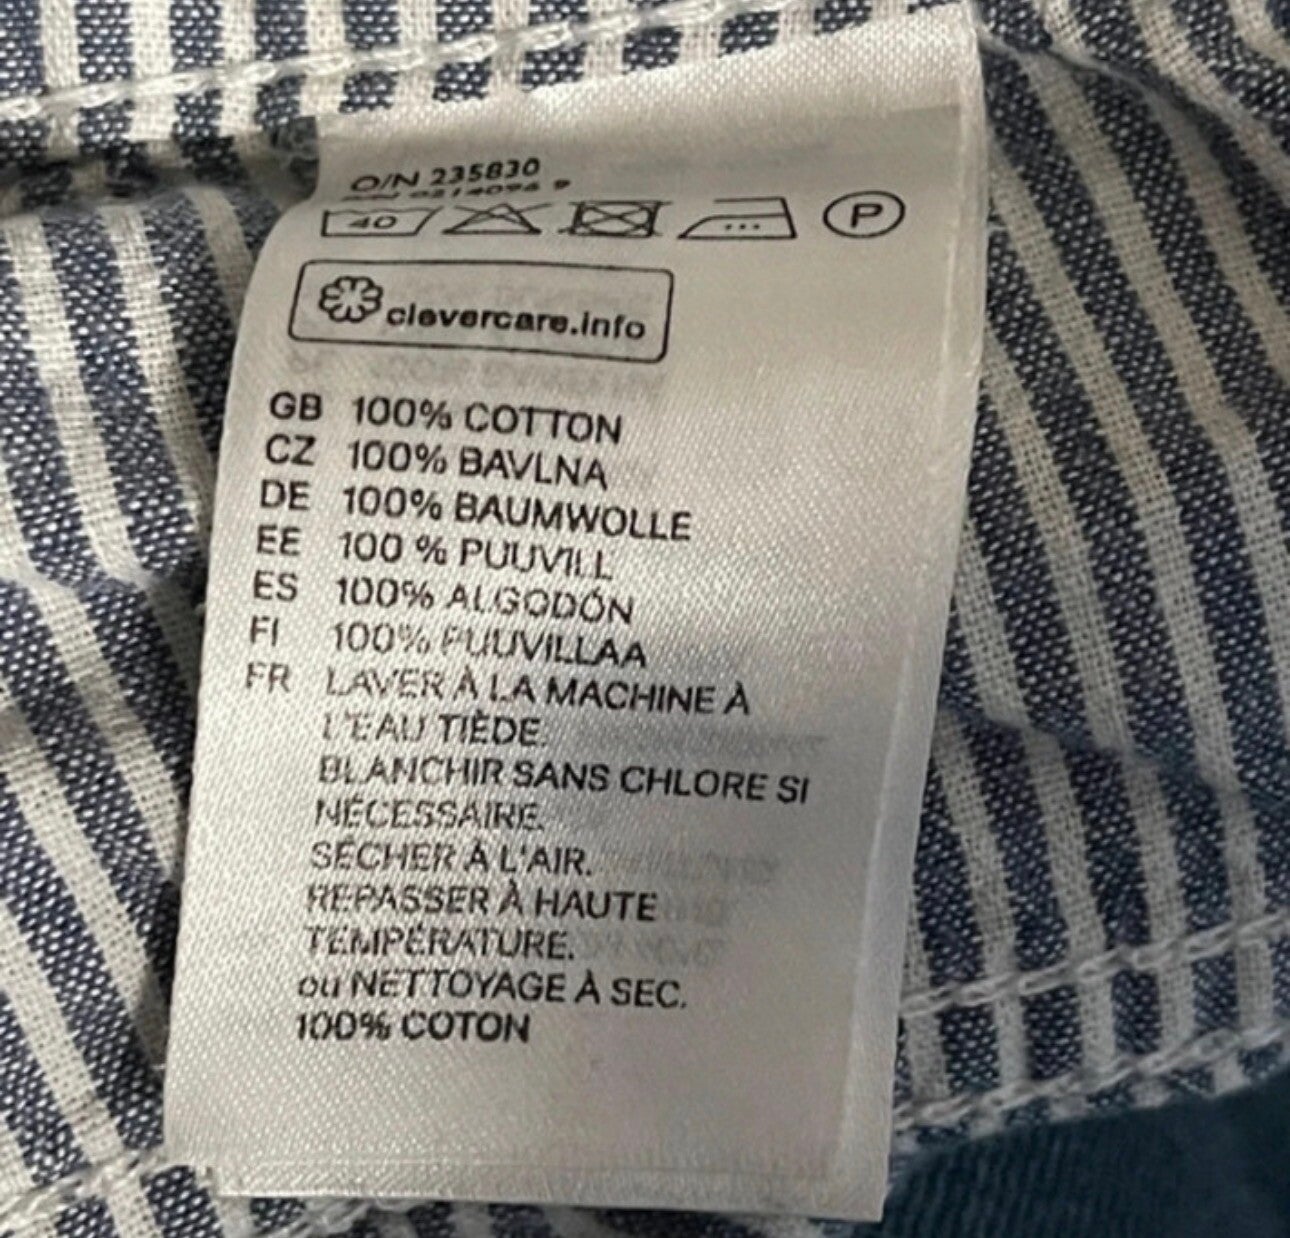 O/N 235830
40 P
clevercare.info
GB 100% COTTON
CZ 100% BAVLNA
DE 100% BAUMWOLLE
EE 100 % PUUVILL
ES 100% ALGODÓN
FI 100% PUUVILLAA
FR LAVER À LA MACHINE À
L'EAU TIÈDE.
BLANCHIR SANS CHLORE SI
NÉCESSAIRE.
SÉCHER À L'AIR.
REPASSER À HAUTE
TEMPÉRATURE.
ou NETTOYAGE À SEC.
100% COTON